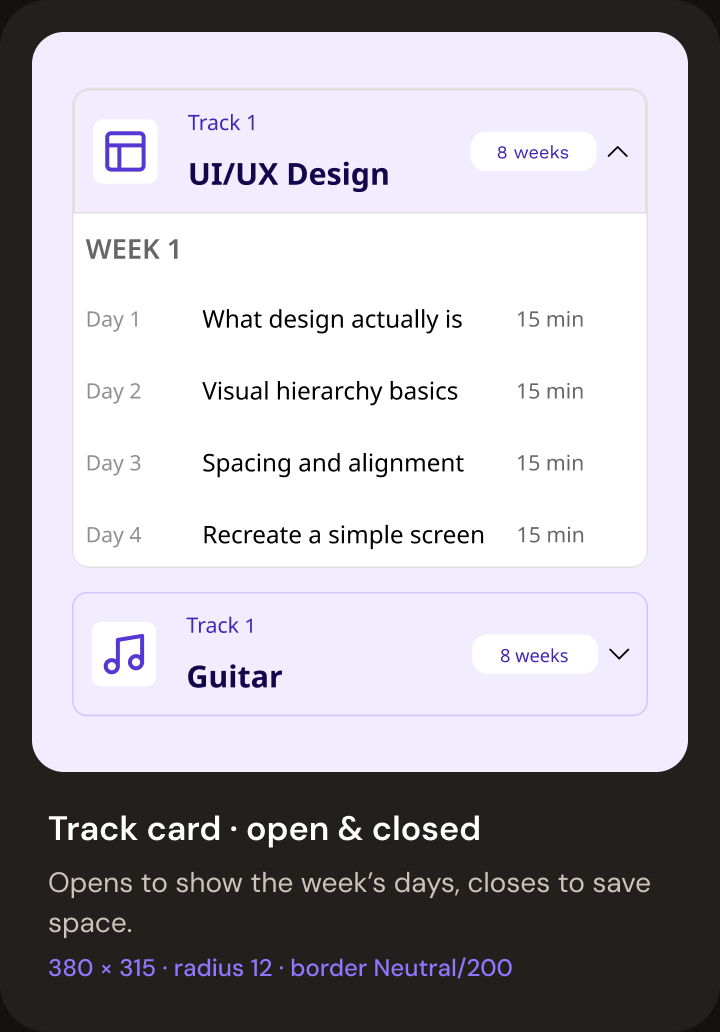 Track 1
UI/UX Design
8 weeks
WEEK 1
Day 1 What design actually is 15 min
Day 2 Visual hierarchy basics 15 min
Day 3 Spacing and alignment 15 min
Day 4 Recreate a simple screen 15 min
Track 1
Guitar
8 weeks
Track card · open & closed
Opens to show the week’s days, closes to save
space.
380 × 315 · radius 12 · border Neutral/200